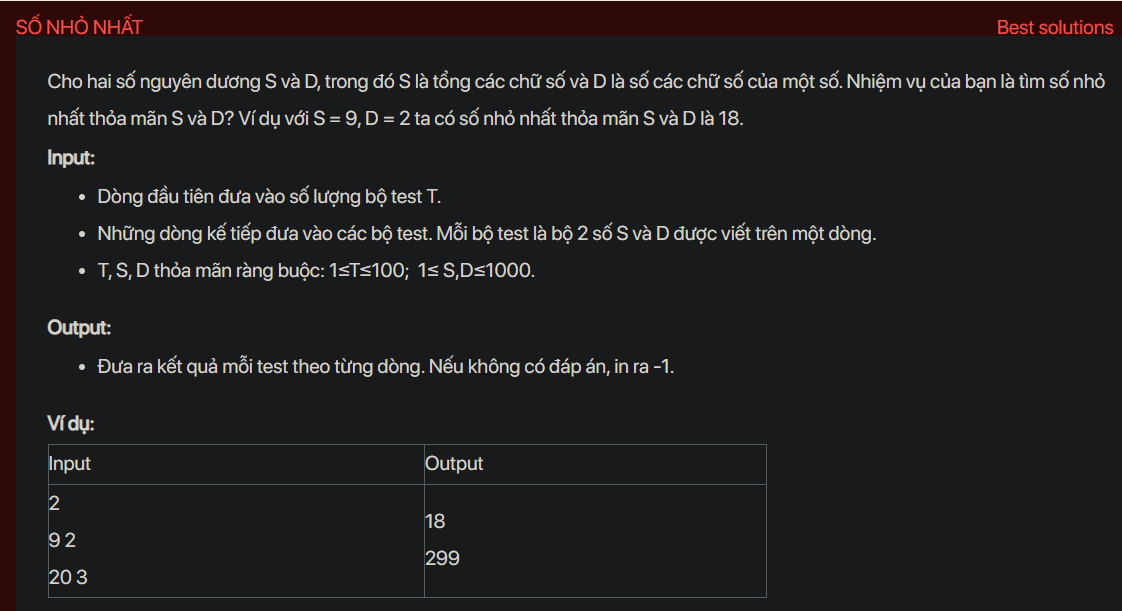 SỐ NHỎ NHẤT
Best solutions
Cho hai số nguyên dương S và D, trong đó S là tổng các chữ số và D là số các chữ số của một số. Nhiệm vụ của bạn là tìm số nhỏ
nhất thỏa mãn S và D? Ví dụ với S = 9, D = 2 ta có số nhỏ nhất thỏa mãn S và D là 18.
Input:
• Dòng đầu tiên đưa vào số lượng bộ test T.
• Những dòng kế tiếp đưa vào các bộ test. Mỗi bộ test là bộ 2 số S và D được viết trên một dòng.
• T, S, D thỏa mãn ràng buộc: 1≤T≤100; 1≤ S,D≤1000.
Output:
• Đưa ra kết quả mỗi test theo từng dòng. Nếu không có đáp án, in ra -1.
Ví dụ:
Input
Output
2
9 2
20 3
18
299